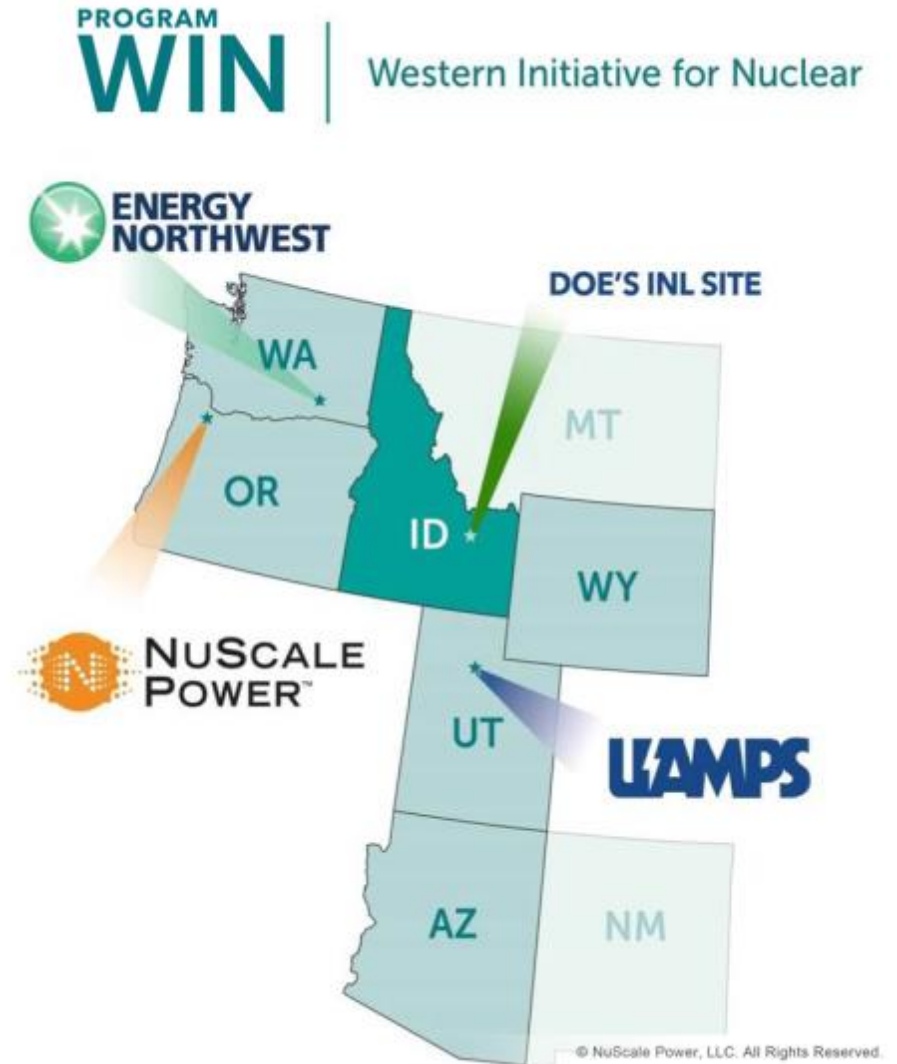 PROGRAM
WIN
Western Initiative for Nuclear
ENERGY
NORTHWEST
DOE'S INL SITE
WA
MT
OR
ID
WY
N
NUSCALE
POWER™
UT
UAMPS
AZ
NM
© NuScale Power, LLC. All Rights Reserved.